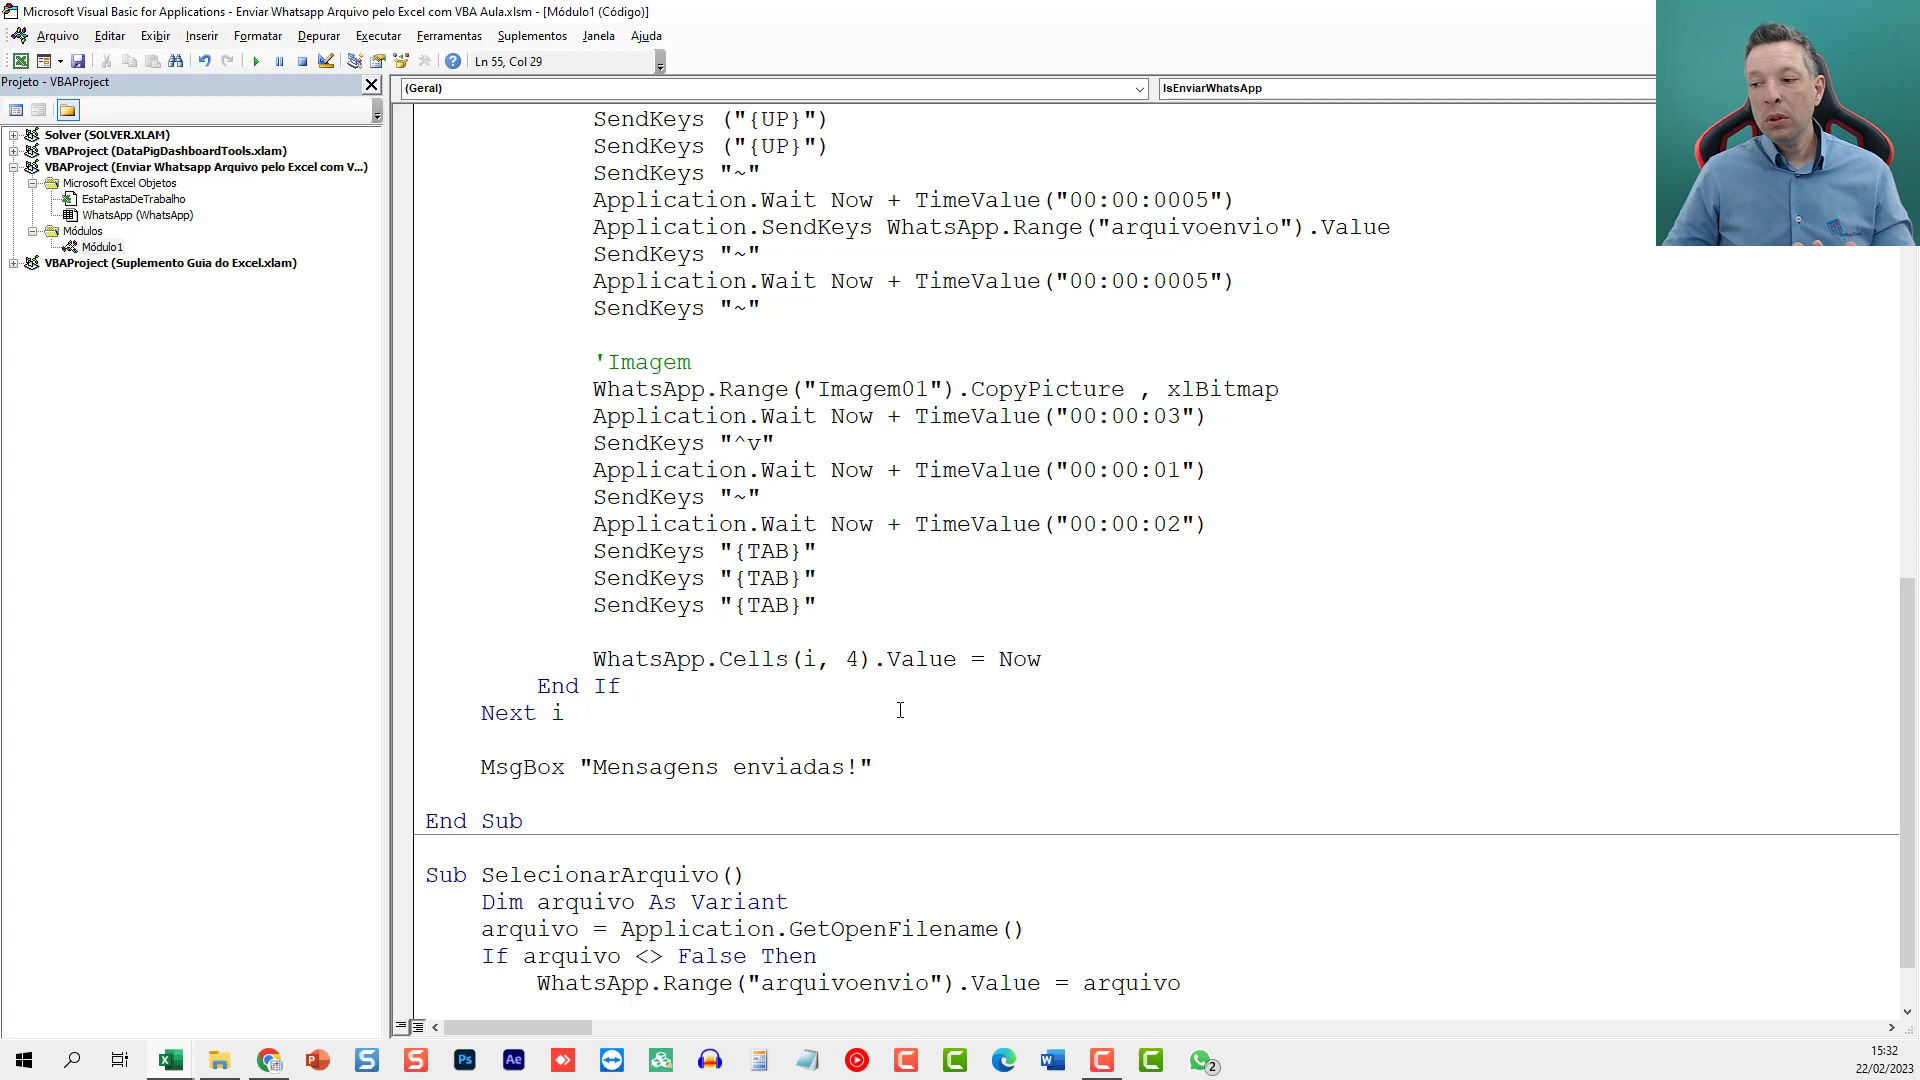 Microsoft Visual Basic for Applications - Enviar Whatsapp Arquivo pelo Excel com VBA Aula.xlsm - [Módulo1 (Código)]
Arquivo Editar Exibir Inserir Formatar Depurar Executar Ferramentas Suplementos Janela Ajuda
Ln 55, Col 29
Projeto - VBAProject
Solver (SOLVER.XLAM)
VBAProject (DataPigDashboardTools.xlam)
VBAProject (Enviar Whatsapp Arquivo pelo Excel com V...)
Microsoft Excel Objetos
EstaPastaDeTrabalho
WhatsApp (WhatsApp)
Módulos
Módulo1
VBAProject (Suplemento Guia do Excel.xlam)
(Geral)
lsEnviarWhatsApp
SendKeys ("{UP}")
SendKeys ("{UP}")
SendKeys "~"
Application.Wait Now + TimeValue("00:00:0005")
Application.SendKeys WhatsApp.Range("arquivoenvio").Value
SendKeys "~"
Application.Wait Now + TimeValue("00:00:0005")
SendKeys "~"
'Imagem
WhatsApp.Range("Imagem01").CopyPicture , xlBitmap
Application.Wait Now + TimeValue("00:00:03")
SendKeys "^v"
Application.Wait Now + TimeValue("00:00:01")
SendKeys "~"
Application.Wait Now + TimeValue("00:00:02")
SendKeys "{TAB}"
SendKeys "{TAB}"
SendKeys "{TAB}"
WhatsApp.Cells(i, 4).Value = Now
End If
Next i
MsgBox "Mensagens enviadas!"
End Sub
Sub SelecionarArquivo()
Dim arquivo As Variant
arquivo = Application.GetOpenFilename()
If arquivo <> False Then
WhatsApp.Range("arquivoenvio").Value = arquivo
Ps
Ae
2
15:32
22/02/2023